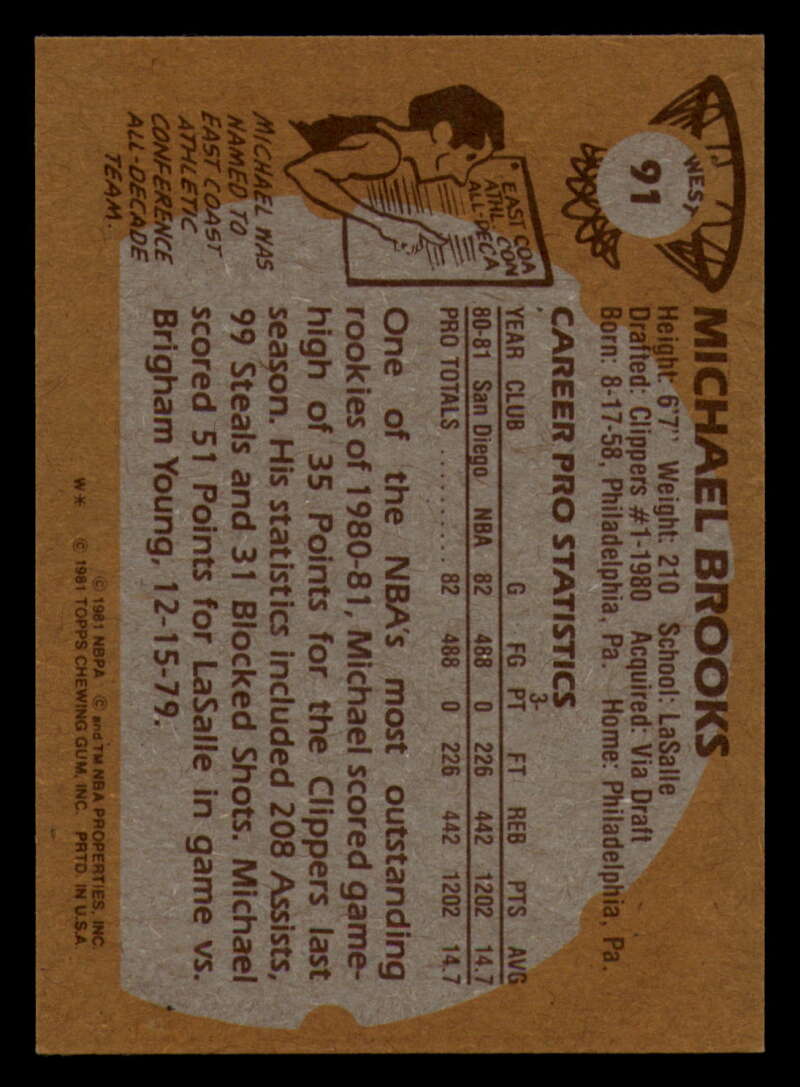 WEST
91
MICHAEL BROOKS
Height: 6'7" Weight: 210 School: LaSalle
Drafted: Clippers #1-1980 Acquired: Via Draft
Born: 8-17-58, Philadelphia, Pa. Home: Philadelphia, Pa.
CAREER PRO STATISTICS
3-
YEAR CLUB G FG PT FT REB PTS AVG
80-81 San Diego NBA 82 488 0 226 442 1202 14.7
PRO TOTALS .......... 82 488 0 226 442 1202 14.7
EAST COA
ATHL CON
ALL-DECA
MICHAEL WAS
NAMED TO
EAST COAST
ATHLETIC
CONFERENCE
ALL-DECADE
TEAM.
One of the NBA's most outstanding
rookies of 1980-81, Michael scored game-
high of 35 Points for the Clippers last
season. His statistics included 208 Assists,
99 Steals and 31 Blocked Shots. Michael
scored 51 Points for LaSalle in game vs.
Brigham Young, 12-15-79.
© 1981 NBPA © and TM NBA PROPERTIES, INC.
W* © 1981 TOPPS CHEWING GUM, INC. PRTD. IN U.S.A